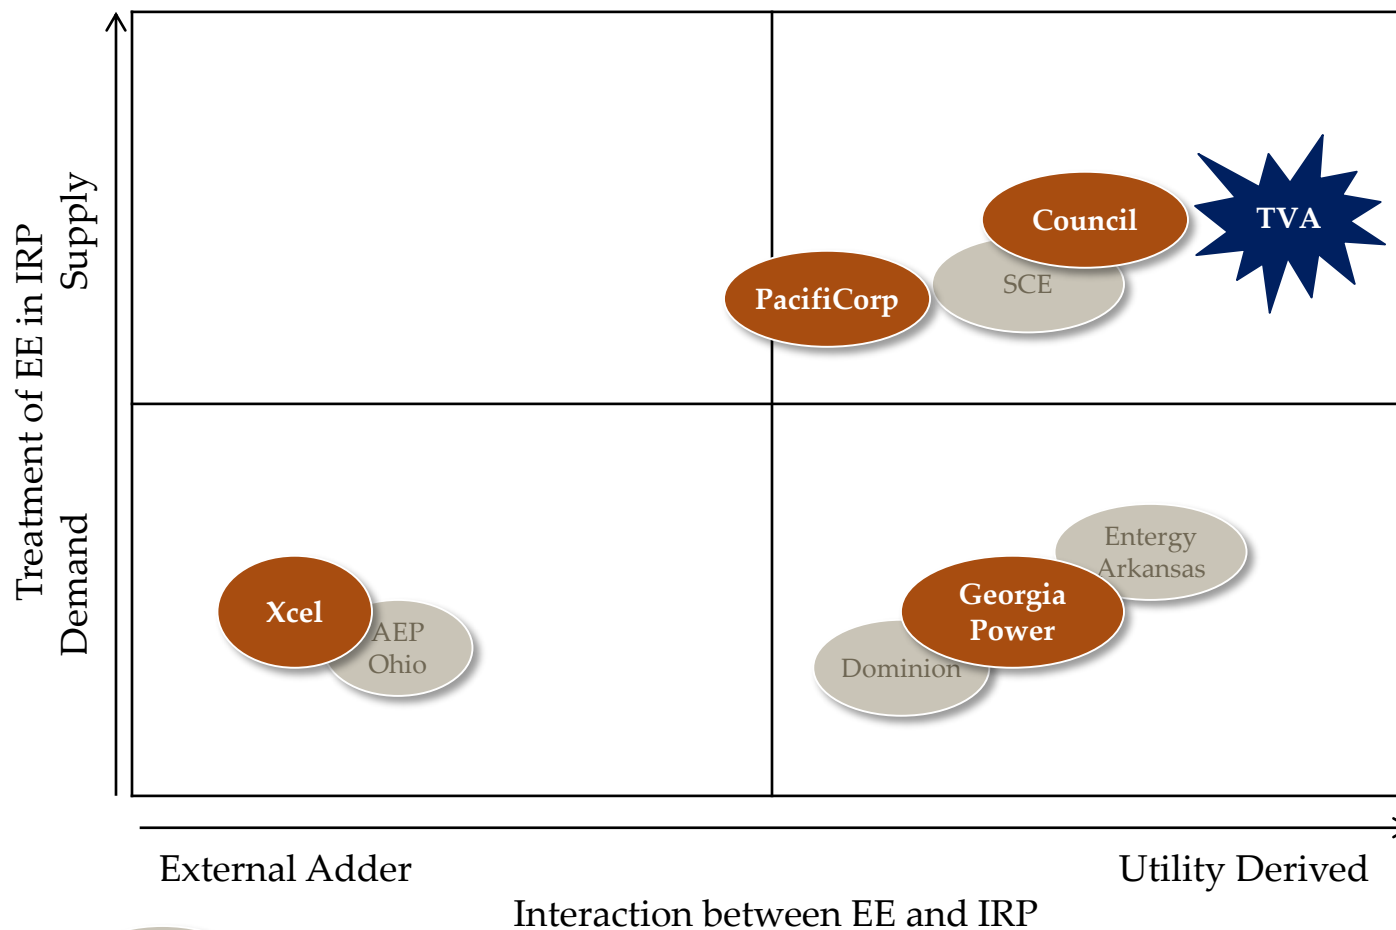 Treatment of EE in IRP
Supply
Demand
Council
TVA
SCE
PacifiCorp
Entergy
Arkansas
Georgia
Power
Xcel
AEP
Ohio
Dominion
External Adder
Utility Derived
Interaction between EE and IRP